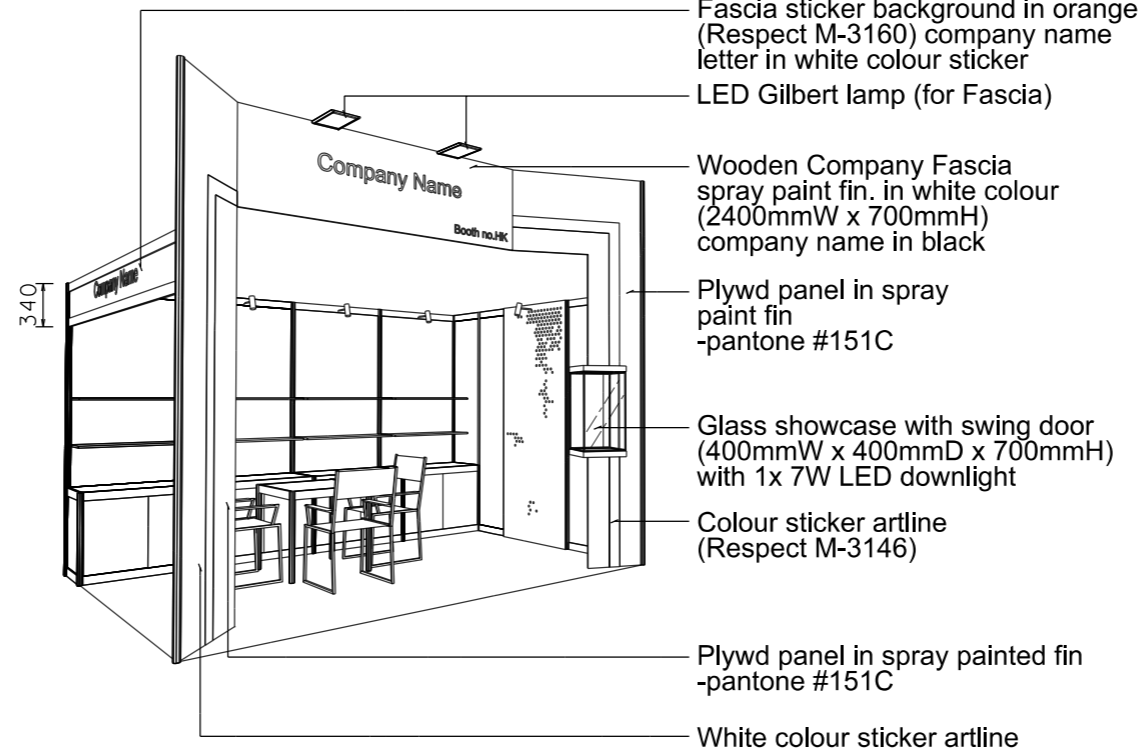 Fascia sticker background in orange
(Respect M-3160) company name
letter in white colour sticker
LED Gilbert lamp (for Fascia)
Wooden Company Fascia
spray paint fin. in white colour
(2400mmW x 700mmH)
company name in black
Plywd panel in spray
paint fin
-pantone #151C
Glass showcase with swing door
(400mmW x 400mmD x 700mmH)
with 1x 7W LED downlight
Colour sticker artline
(Respect M-3146)
Plywd panel in spray painted fin
-pantone #151C
White colour sticker artline
Company Name
Booth no.HK
Company Name
340